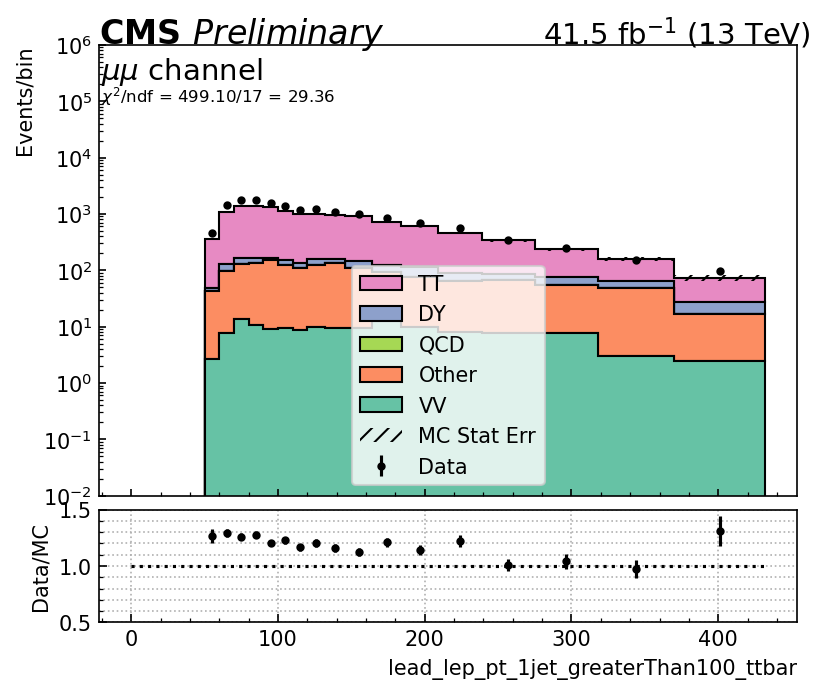 CMS Preliminary 41.5 fb⁻¹ (13 TeV)
μμ channel
χ²/ndf = 499.10/17 = 29.36
Events/bin
10⁶
10⁵
10⁴
10³
10²
10¹
10⁰
10⁻¹
10⁻²
TT
DY
QCD
Other
VV
MC Stat Err
Data
Data/MC
1.5
1.0
0.5
0 100 200 300 400
lead_lep_pt_1jet_greaterThan100_ttbar